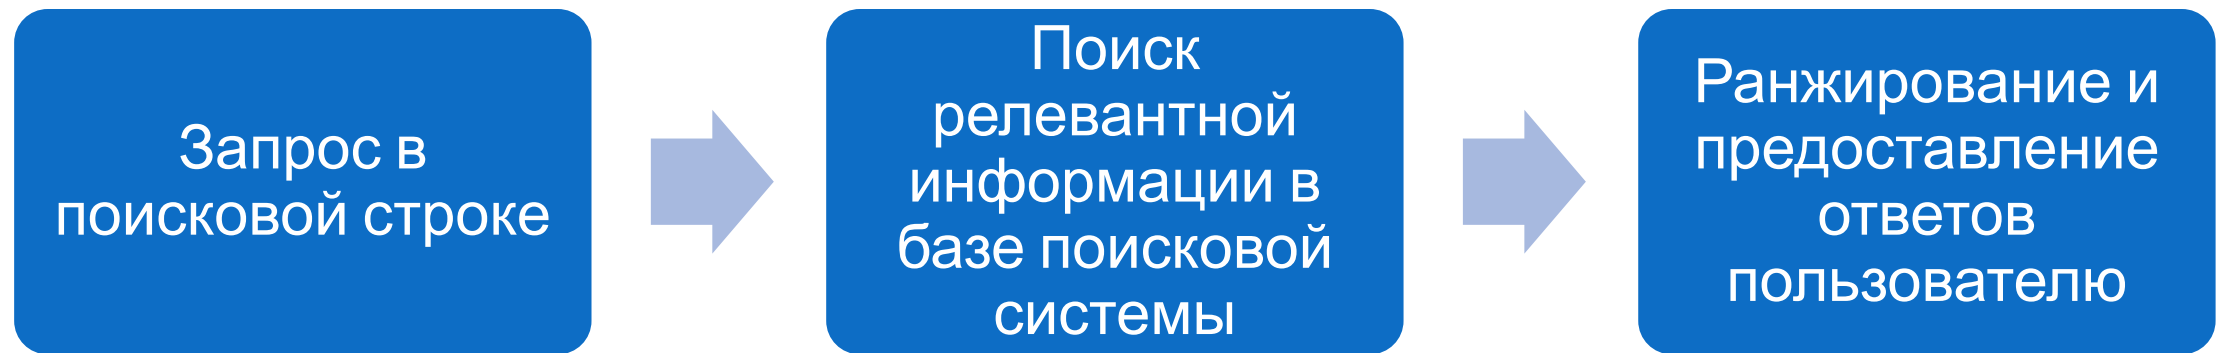 Запрос в
поисковой строке
Поиск
релевантной
информации в
базе поисковой
системы
Ранжирование и
предоставление
ответов
пользователю